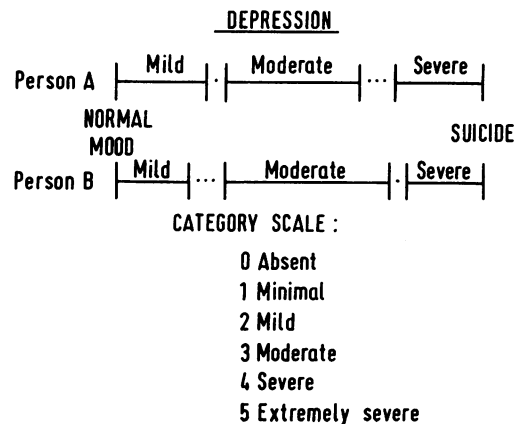 DEPRESSION
Mild . Moderate ... Severe
Person A
NORMAL
MOOD
SUICIDE
Mild ... Moderate . Severe
Person B
CATEGORY SCALE :
0 Absent
1 Minimal
2 Mild
3 Moderate
4 Severe
5 Extremely severe